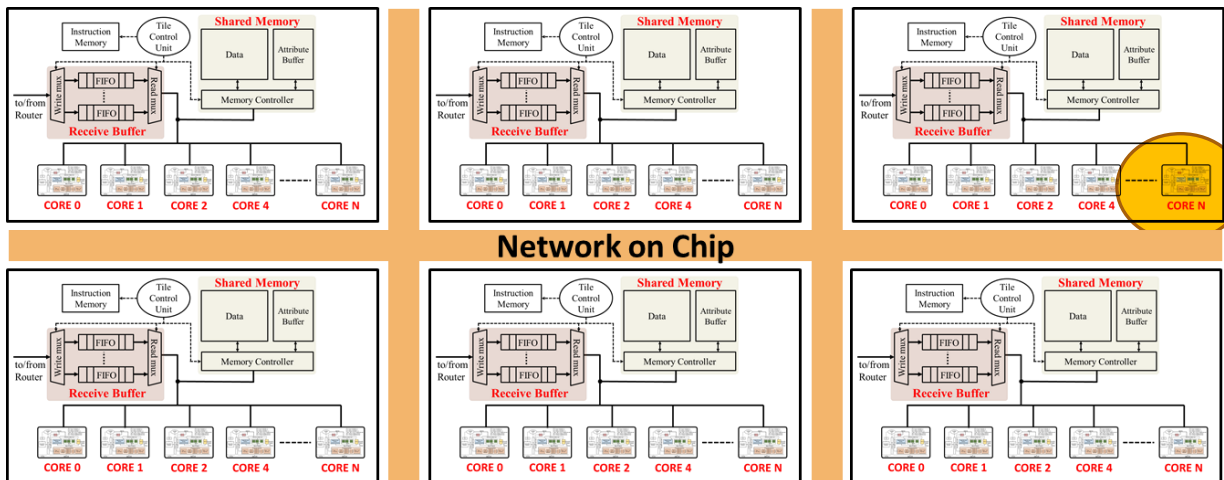 Shared Memory
Instruction
Memory
Tile
Control
Unit
Data
Attribute
Buffer
Write mux
FIFO
FIFO
Read mux
Memory Controller
to/from
Router
Receive Buffer
CORE 0
CORE 1
CORE 2
CORE 4
CORE N
Shared Memory
Instruction
Memory
Tile
Control
Unit
Data
Attribute
Buffer
Write mux
FIFO
FIFO
Read mux
Memory Controller
to/from
Router
Receive Buffer
CORE 0
CORE 1
CORE 2
CORE 4
CORE N
Shared Memory
Instruction
Memory
Tile
Control
Unit
Data
Attribute
Buffer
Write mux
FIFO
FIFO
Read mux
Memory Controller
to/from
Router
Receive Buffer
CORE 0
CORE 1
CORE 2
CORE 4
CORE N
Network on Chip
Shared Memory
Instruction
Memory
Tile
Control
Unit
Data
Attribute
Buffer
Write mux
FIFO
FIFO
Read mux
Memory Controller
to/from
Router
Receive Buffer
CORE 0
CORE 1
CORE 2
CORE 4
CORE N
Shared Memory
Instruction
Memory
Tile
Control
Unit
Data
Attribute
Buffer
Write mux
FIFO
FIFO
Read mux
Memory Controller
to/from
Router
Receive Buffer
CORE 0
CORE 1
CORE 2
CORE 4
CORE N
Shared Memory
Instruction
Memory
Tile
Control
Unit
Data
Attribute
Buffer
Write mux
FIFO
FIFO
Read mux
Memory Controller
to/from
Router
Receive Buffer
CORE 0
CORE 1
CORE 2
CORE 4
CORE N